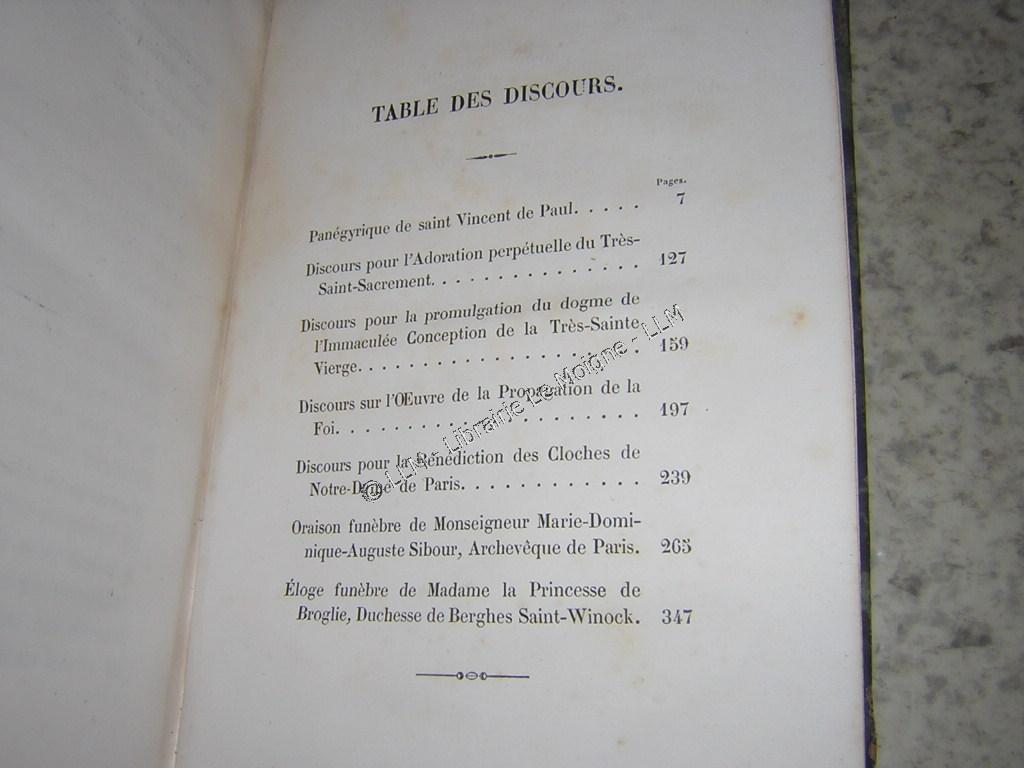 TABLE DES DISCOURS.
Pages.
Panégyrique de saint Vincent de Paul. . . . . 7
Discours pour l'Adoration perpétuelle du Très-
Saint-Sacrement. . . . . . . . . . . . . . . 127
Discours pour la promulgation du dogme de
l'Immaculée Conception de la Très-Sainte
Vierge. . . . . . . . . . . . . . . . . . . . 159
Discours sur l'Œuvre de la Propagation de la
Foi. . . . . . . . . . . . . . . . . . . . . 197
Discours pour la Bénédiction des Cloches de
Notre-Dame de Paris. . . . . . . . . . . . . 239
Oraison funèbre de Monseigneur Marie-Domi-
nique-Auguste Sibour, Archevêque de Paris. 265
Éloge funèbre de Madame la Princesse de
Broglie, Duchesse de Berghes Saint-Winock. 347
© LLM - Librairie Le Moigne - LLM